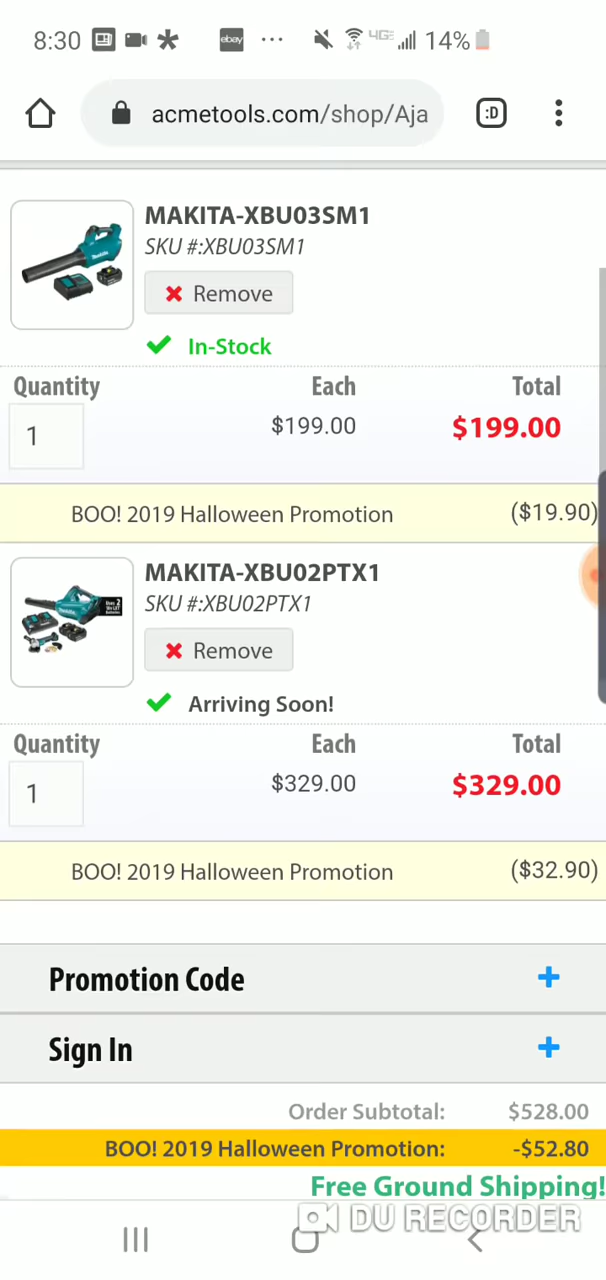 8:30 ebay ... 4GE 14%
acmetools.com/shop/Aja :D
MAKITA-XBU03SM1
SKU #:XBU03SM1
Remove
In-Stock
Quantity Each Total
1 $199.00 $199.00
BOO! 2019 Halloween Promotion ($19.90)
MAKITA-XBU02PTX1
SKU #:XBU02PTX1
Remove
Arriving Soon!
Quantity Each Total
1 $329.00 $329.00
BOO! 2019 Halloween Promotion ($32.90)
Promotion Code +
Sign In +
Order Subtotal: $528.00
BOO! 2019 Halloween Promotion: -$52.80
Free Ground Shipping!
DU RECORDER